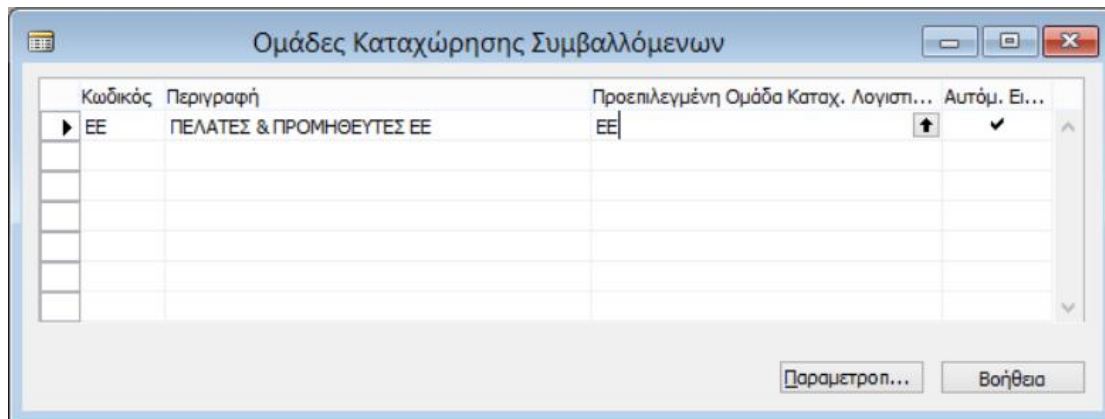 Ομάδες Καταχώρησης Συμβαλλόμενων
Κωδικός Περιγραφή Προεπιλεγμένη Ομάδα Καταχ. Λογιστι... Αυτόμ. Ει...
ΕΕ ΠΕΛΑΤΕΣ & ΠΡΟΜΗΘΕΥΤΕΣ ΕΕ ΕΕ
Παραμετροπ... Βοήθεια